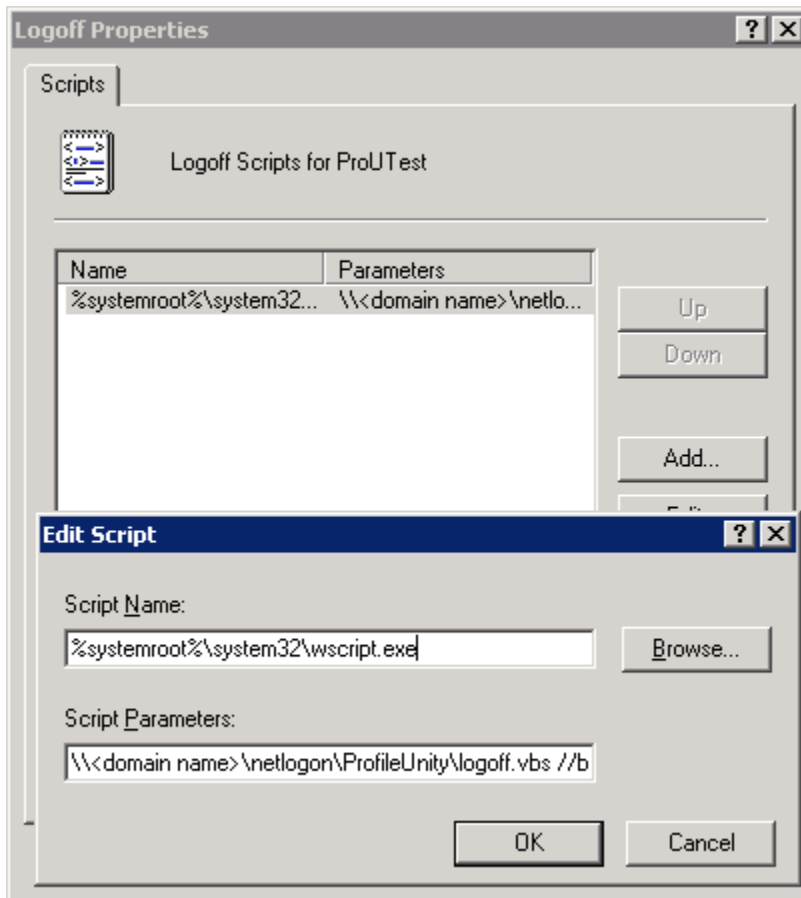 Logoff Properties
Scripts
Logoff Scripts for ProUTest
Name Parameters
%systemroot%\system32... \\<domain name>\netlo...
Up
Down
Add...
Edit Script
Script Name:
%systemroot%\system32\wscript.exe
Browse...
Script Parameters:
\\<domain name>\netlogon\ProfileUnity\logoff.vbs //b
OK Cancel